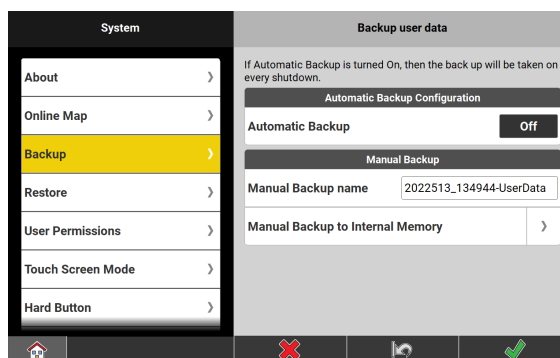 System
Backup user data
About
Online Map
Backup
Restore
User Permissions
Touch Screen Mode
Hard Button
If Automatic Backup is turned On, then the back up will be taken on
every shutdown.
Automatic Backup Configuration
Automatic Backup
Off
Manual Backup
Manual Backup name
2022513_134944-UserData
Manual Backup to Internal Memory